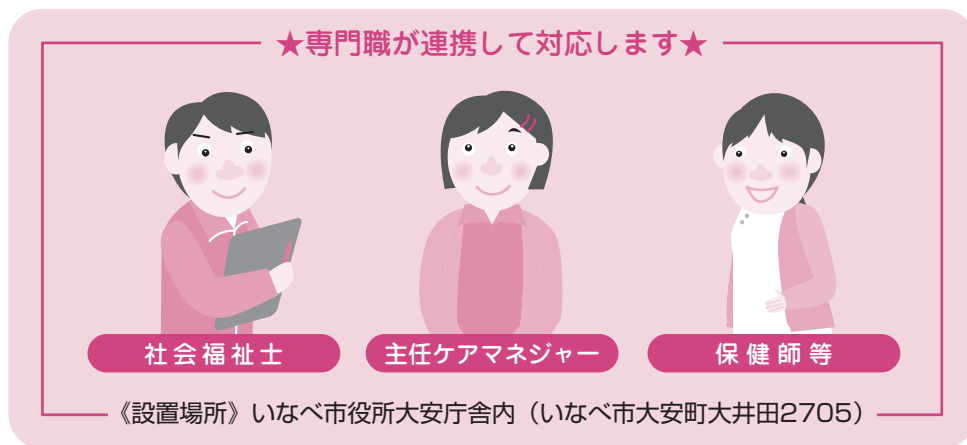 ★専門職が連携して対応します★
社会福祉士
主任ケアマネジャー
保健師等
《設置場所》いなべ市役所大安庁舎内（いなべ市大安町大井田2705）